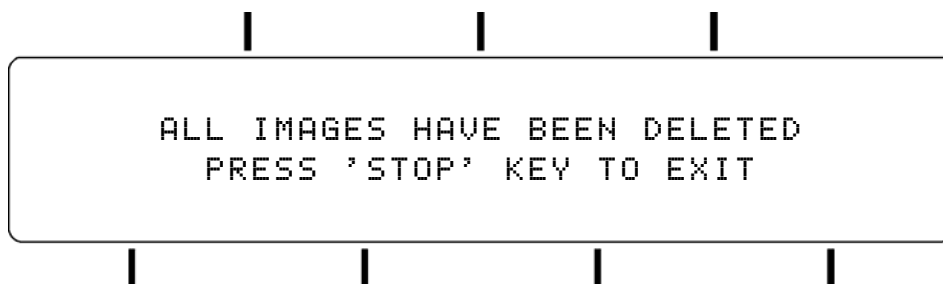 ALL IMAGES HAVE BEEN DELETED
PRESS 'STOP' KEY TO EXIT